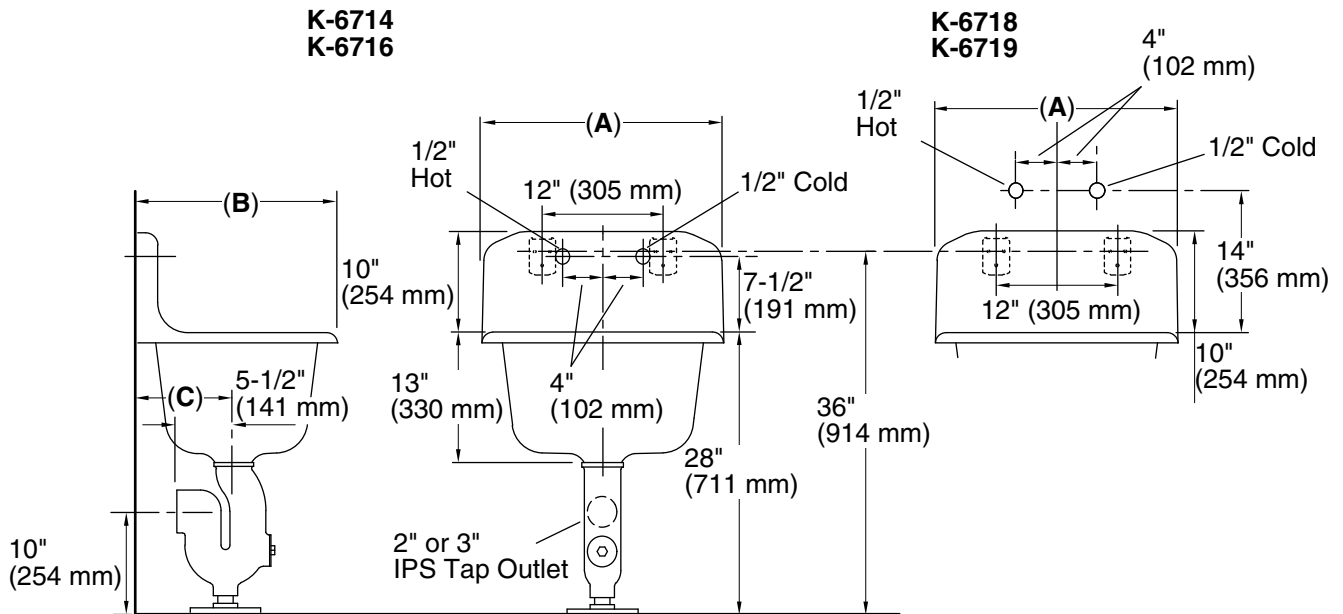 K-6714
K-6716
K-6718
K-6719
4"
(102 mm)
(A)
1/2"
Hot
12" (305 mm)
1/2" Cold
(A)
1/2"
Hot
1/2" Cold
(B)
10"
(254 mm)
7-1/2"
(191 mm)
14"
(356 mm)
12" (305 mm)
10"
(254 mm)
(C)
5-1/2"
(141 mm)
13"
(330 mm)
4"
(102 mm)
36"
(914 mm)
28"
(711 mm)
10"
(254 mm)
2" or 3"
IPS Tap Outlet